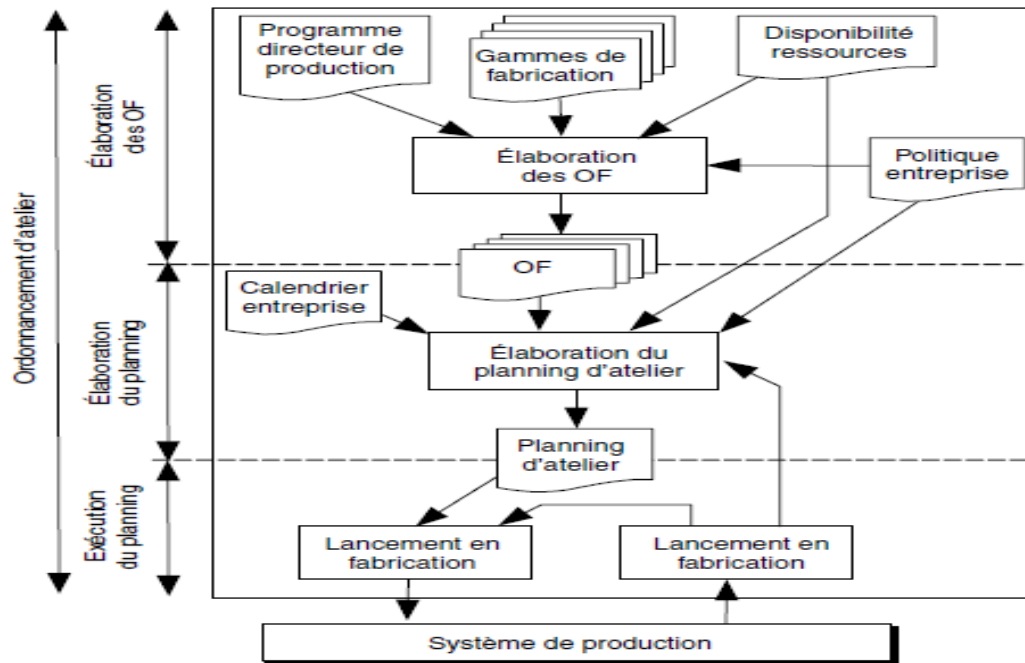 Programme
directeur de
production
Gammes de
fabrication
Disponibilité
ressources
Élaboration
des OF
Élaboration
des OF
Politique
entreprise
OF
Ordonnancement d'atelier
Élaboration
du planning
Calendrier
entreprise
Élaboration du
planning d'atelier
Planning
d'atelier
Exécution
du planning
Lancement en
fabrication
Lancement en
fabrication
Système de production